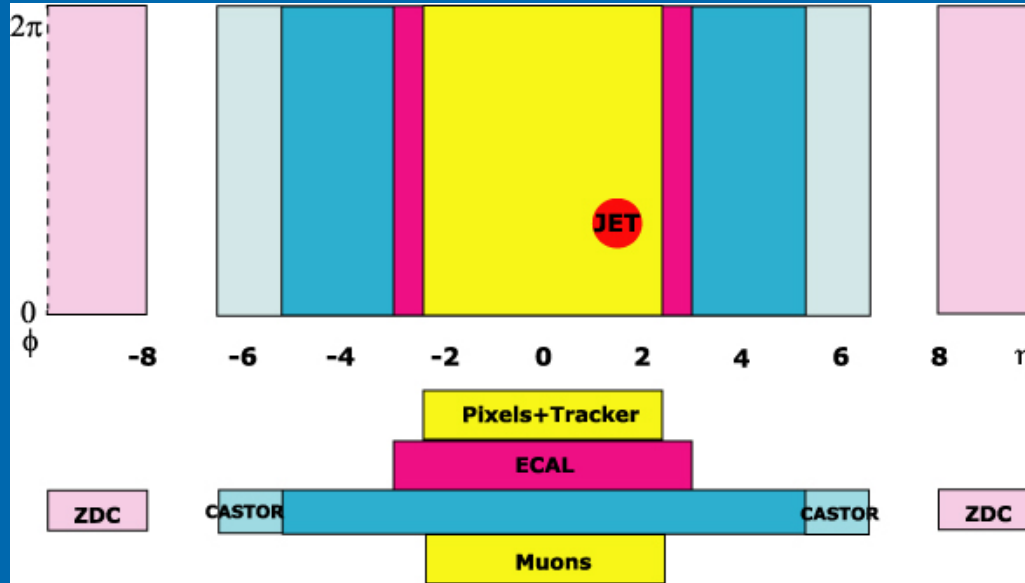 2π
JET
0
ϕ
-8 -6 -4 -2 0 2 4 6 8
Pixels+Tracker
ECAL
ZDC CASTOR CASTOR ZDC
Muons